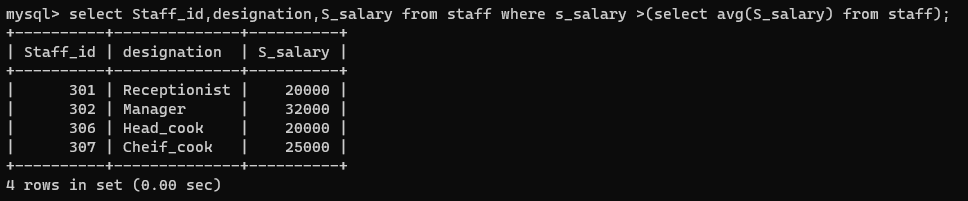 mysql> select Staff_id,designation,S_salary from staff where s_salary >(select avg(S_salary) from staff);
+----------+--------------+----------+
| Staff_id | designation  | S_salary |
+----------+--------------+----------+
|      301 | Receptionist |    20000 |
|      302 | Manager      |    32000 |
|      306 | Head_cook    |    20000 |
|      307 | Cheif_cook   |    25000 |
+----------+--------------+----------+
4 rows in set (0.00 sec)